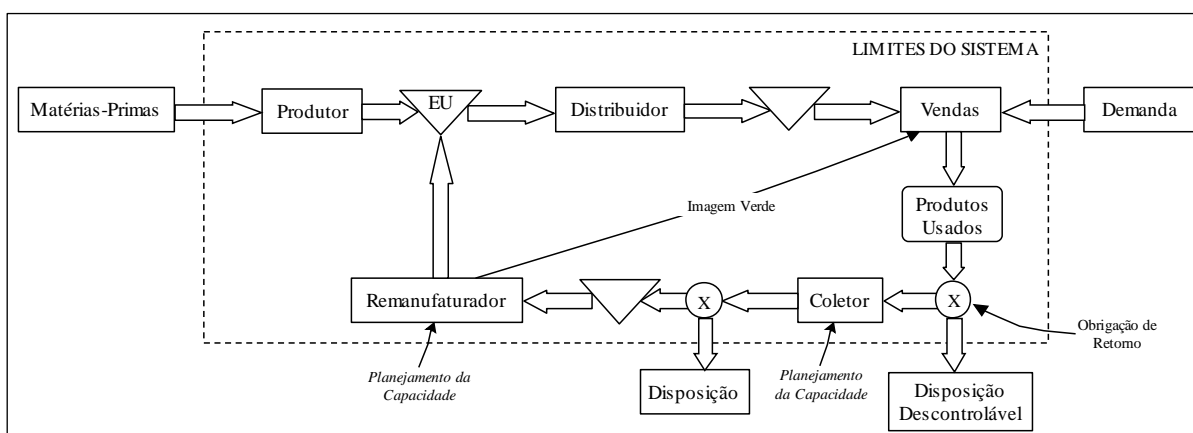 LIMITES DO SISTEMA
Matérias-Primas
Produtor
EU
Distribuidor
Vendas
Demanda
Imagem Verde
Produtos
Usados
Remanufaturador
X
Coletor
X
Obrigação de
Retorno
Planejamento da
Capacidade
Disposição
Planejamento
da Capacidade
Disposição
Descontrolável